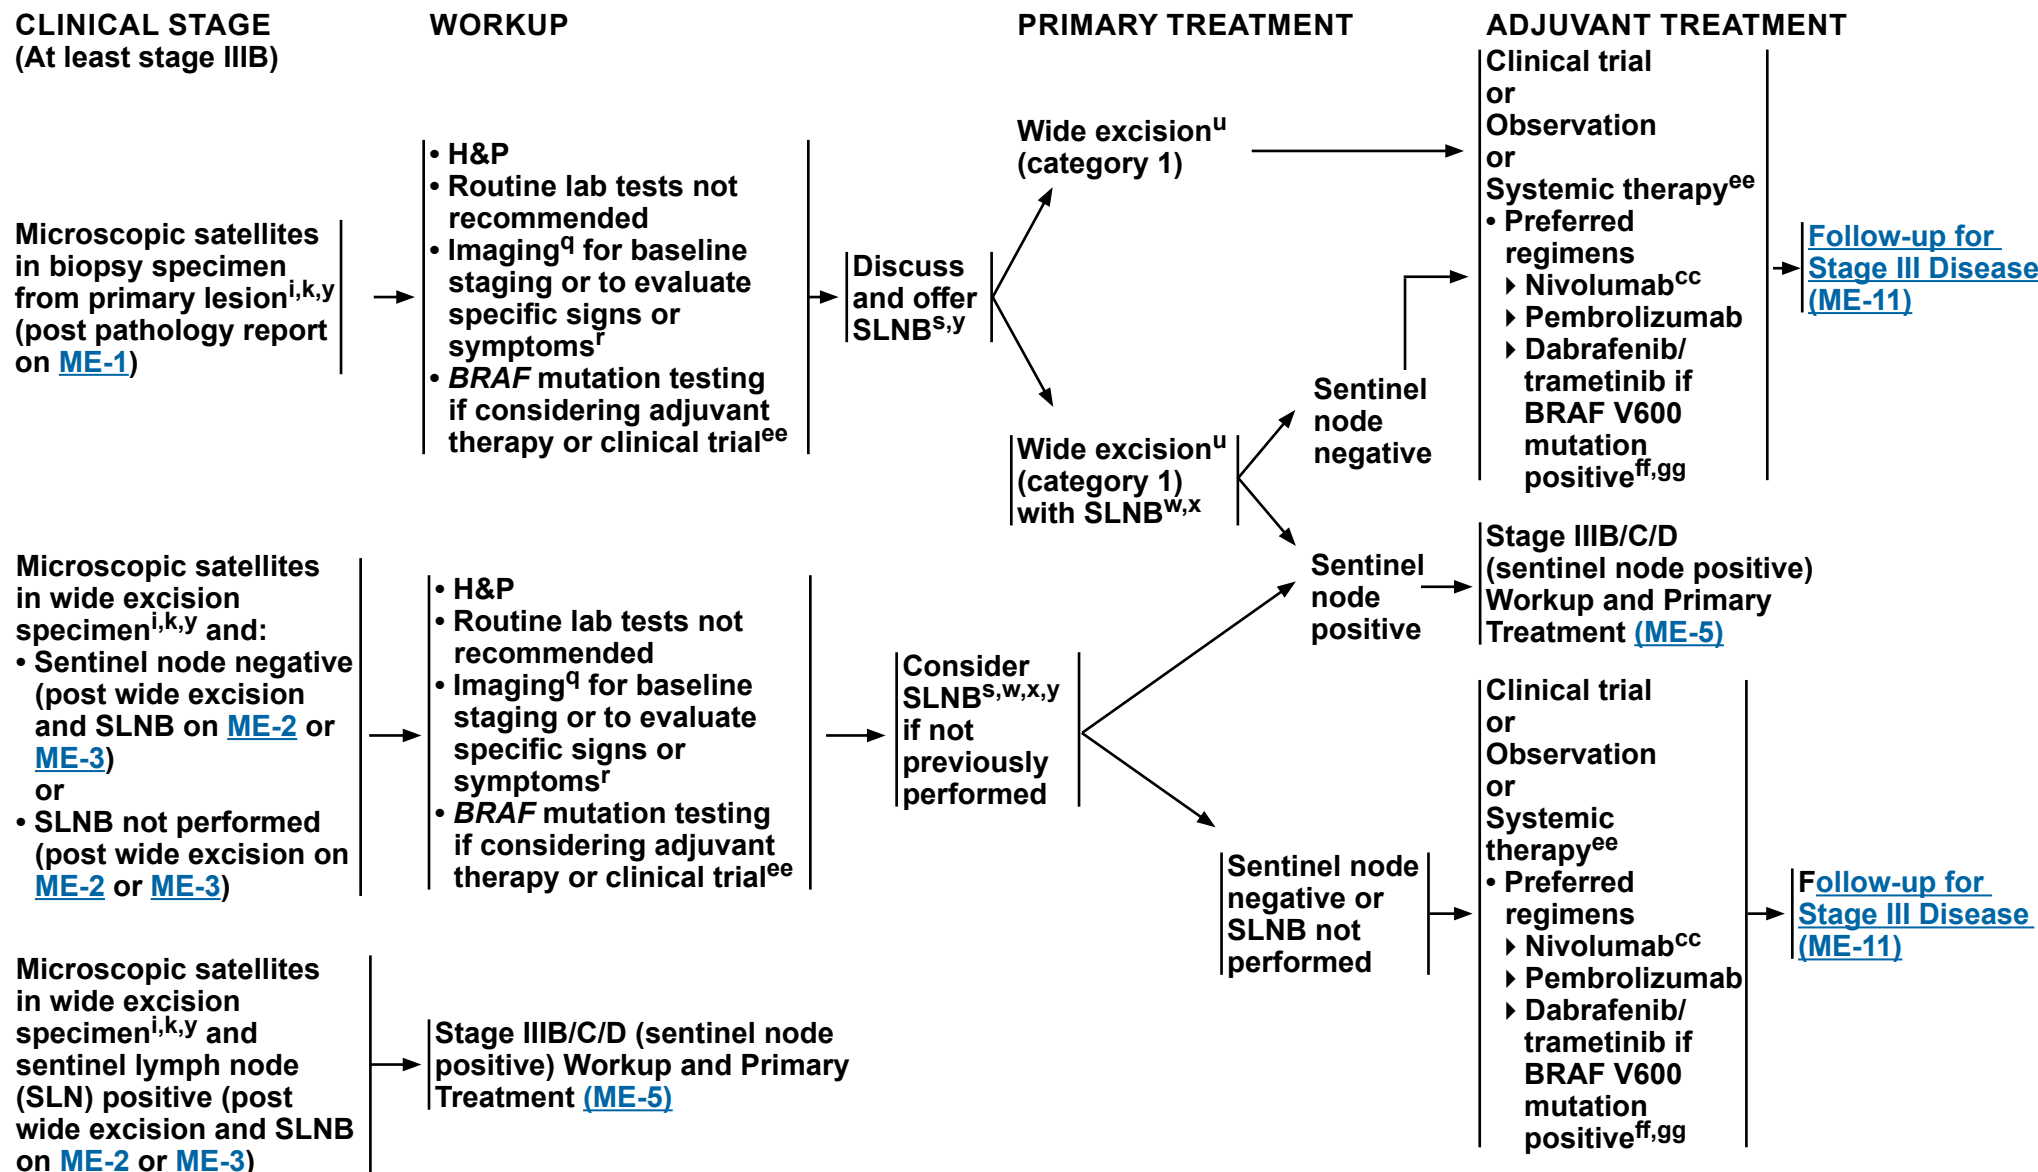 CLINICAL STAGE
(At least stage IIIB)
WORKUP
PRIMARY TREATMENT
ADJUVANT TREATMENT
Microscopic satellites
in biopsy specimen
from primary lesioni,k,y
(post pathology report
on ME-1)
• H&P
• Routine lab tests not
recommended
• Imagingq for baseline
staging or to evaluate
specific signs or
symptomsr
• BRAF mutation testing
if considering adjuvant
therapy or clinical trialee
Discuss
and offer
SLNBs,y
Wide excisionu
(category 1)
Wide excisionu
(category 1)
with SLNBw,x
Sentinel
node
negative
Sentinel
node
positive
Clinical trial
or
Observation
or
Systemic therapyee
• Preferred
regimens
▸ Nivolumabcc
▸ Pembrolizumab
▸ Dabrafenib/
trametinib if
BRAF V600
mutation
positiveff,gg
Follow-up for
Stage III Disease
(ME-11)
Stage IIIB/C/D
(sentinel node positive)
Workup and Primary
Treatment (ME-5)
Microscopic satellites
in wide excision
specimeni,k,y and:
• Sentinel node negative
(post wide excision
and SLNB on ME-2 or
ME-3)
or
• SLNB not performed
(post wide excision on
ME-2 or ME-3)
• H&P
• Routine lab tests not
recommended
• Imagingq for baseline
staging or to evaluate
specific signs or
symptomsr
• BRAF mutation testing
if considering adjuvant
therapy or clinical trialee
Consider
SLNBs,w,x,y
if not
previously
performed
Sentinel node
negative or
SLNB not
performed
Clinical trial
or
Observation
or
Systemic
therapyee
• Preferred
regimens
▸ Nivolumabcc
▸ Pembrolizumab
▸ Dabrafenib/
trametinib if
BRAF V600
mutation
positiveff,gg
Follow-up for
Stage III Disease
(ME-11)
Microscopic satellites
in wide excision
specimeni,k,y and
sentinel lymph node
(SLN) positive (post
wide excision and SLNB
on ME-2 or ME-3)
Stage IIIB/C/D (sentinel node
positive) Workup and Primary
Treatment (ME-5)